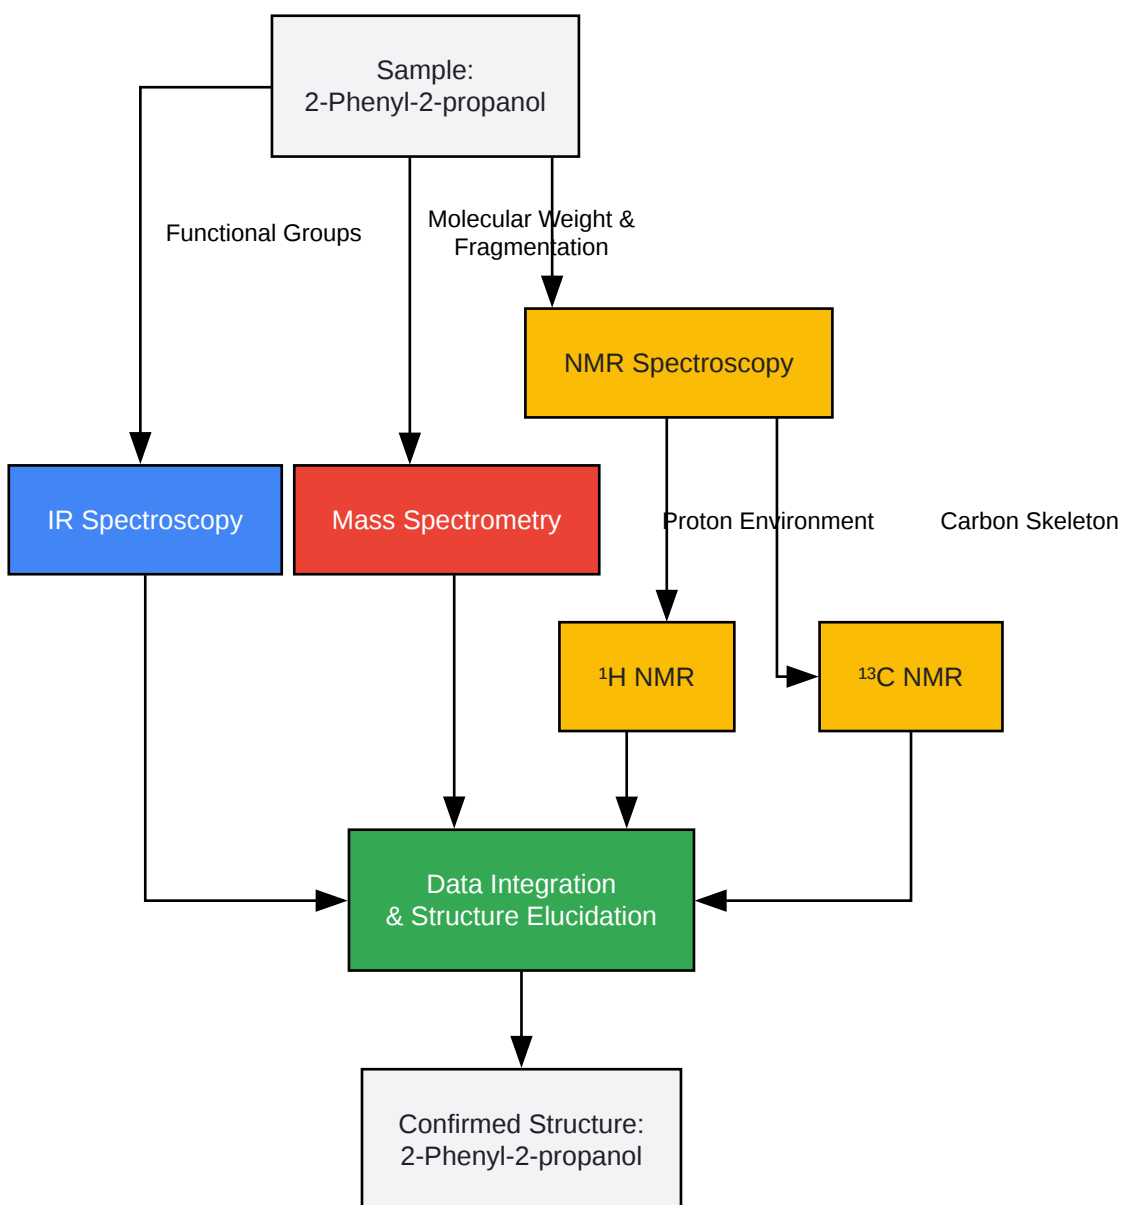 Sample:
2-Phenyl-2-propanol
Functional Groups
Molecular Weight &
Fragmentation
NMR Spectroscopy
IR Spectroscopy
Mass Spectrometry
Proton Environment
Carbon Skeleton
¹H NMR
¹³C NMR
Data Integration
& Structure Elucidation
Confirmed Structure:
2-Phenyl-2-propanol